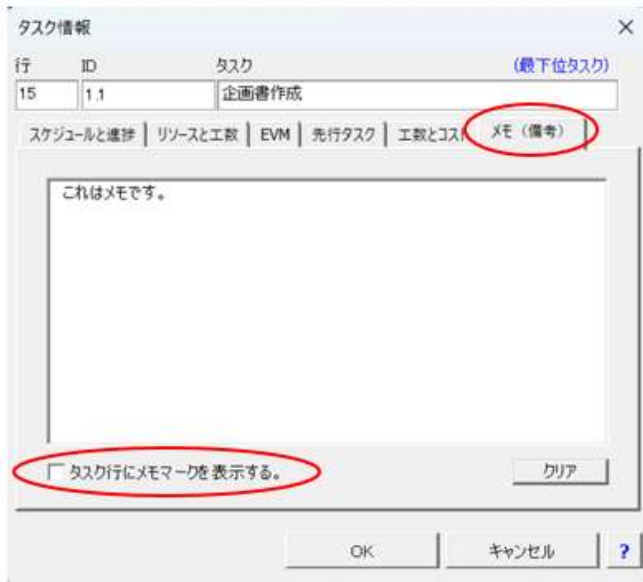 タスク情報
行 ID タスク (最下位タスク)
15 1.1 企画書作成
スケジュールと進捗 リソースと工数 EVM 先行タスク 工数とコスト メモ（備考）
これはメモです。
タスク行にメモマークを表示する。 クリア
OK キャンセル ?